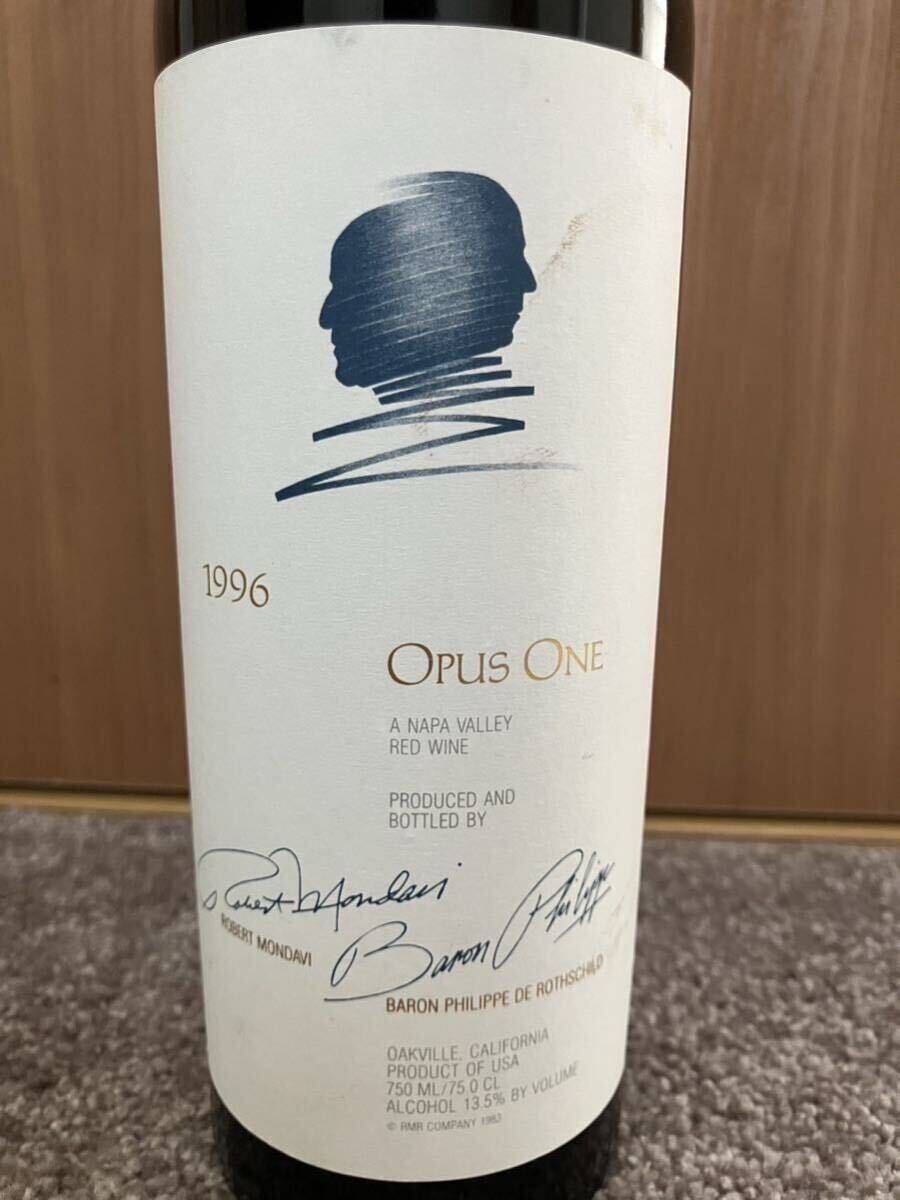 1996
OPUS ONE
A NAPA VALLEY
RED WINE
PRODUCED AND
BOTTLED BY
Robert Mondavi
ROBERT MONDAVI
Baron Philippe
BARON PHILIPPE DE ROTHSCHILD
OAKVILLE, CALIFORNIA
PRODUCT OF USA
750 ML/75.0 CL
ALCOHOL 13.5% BY VOLUME
© RMR COMPANY 1983